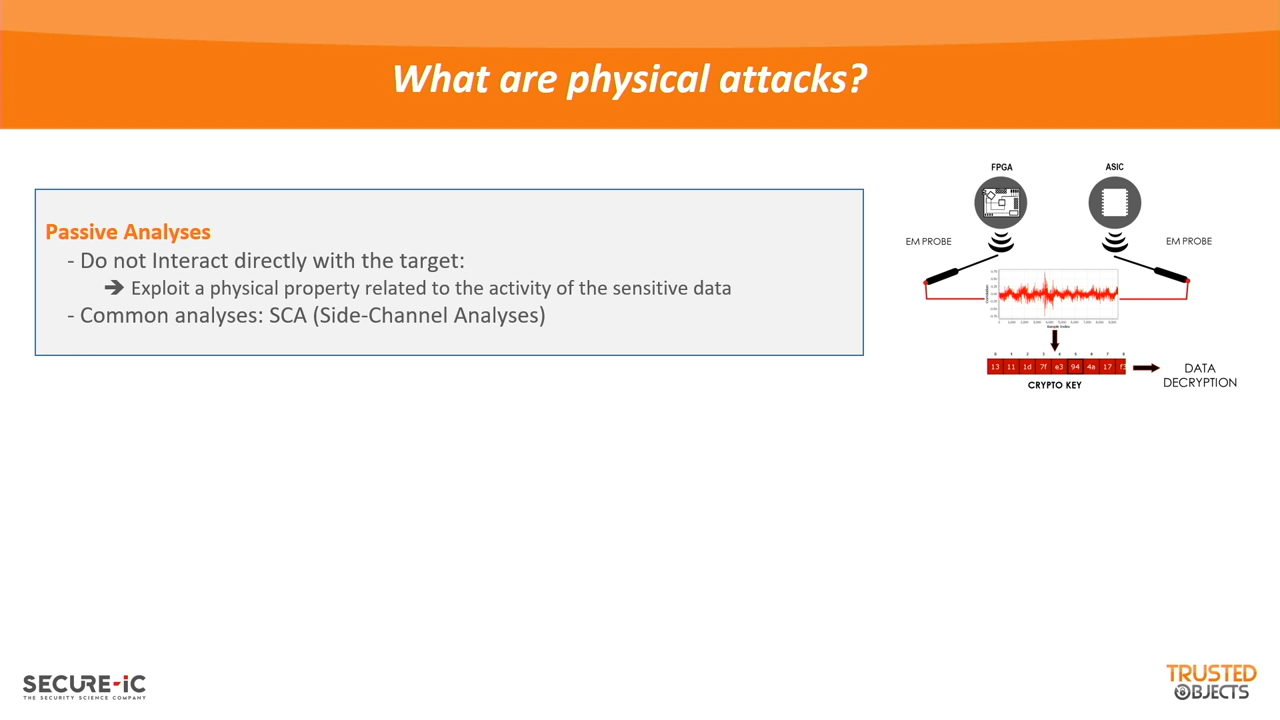 What are physical attacks?
Passive Analyses
- Do not Interact directly with the target:
➔ Exploit a physical property related to the activity of the sensitive data
- Common analyses: SCA (Side-Channel Analyses)
FPGA
ASIC
EM PROBE
EM PROBE
13 11 1d 7f e3 94 4a 17
CRYPTO KEY
DATA
DECRYPTION
SECURE-iC
THE SECURITY SCIENCE COMPANY
TRUSTED
OBJECTS